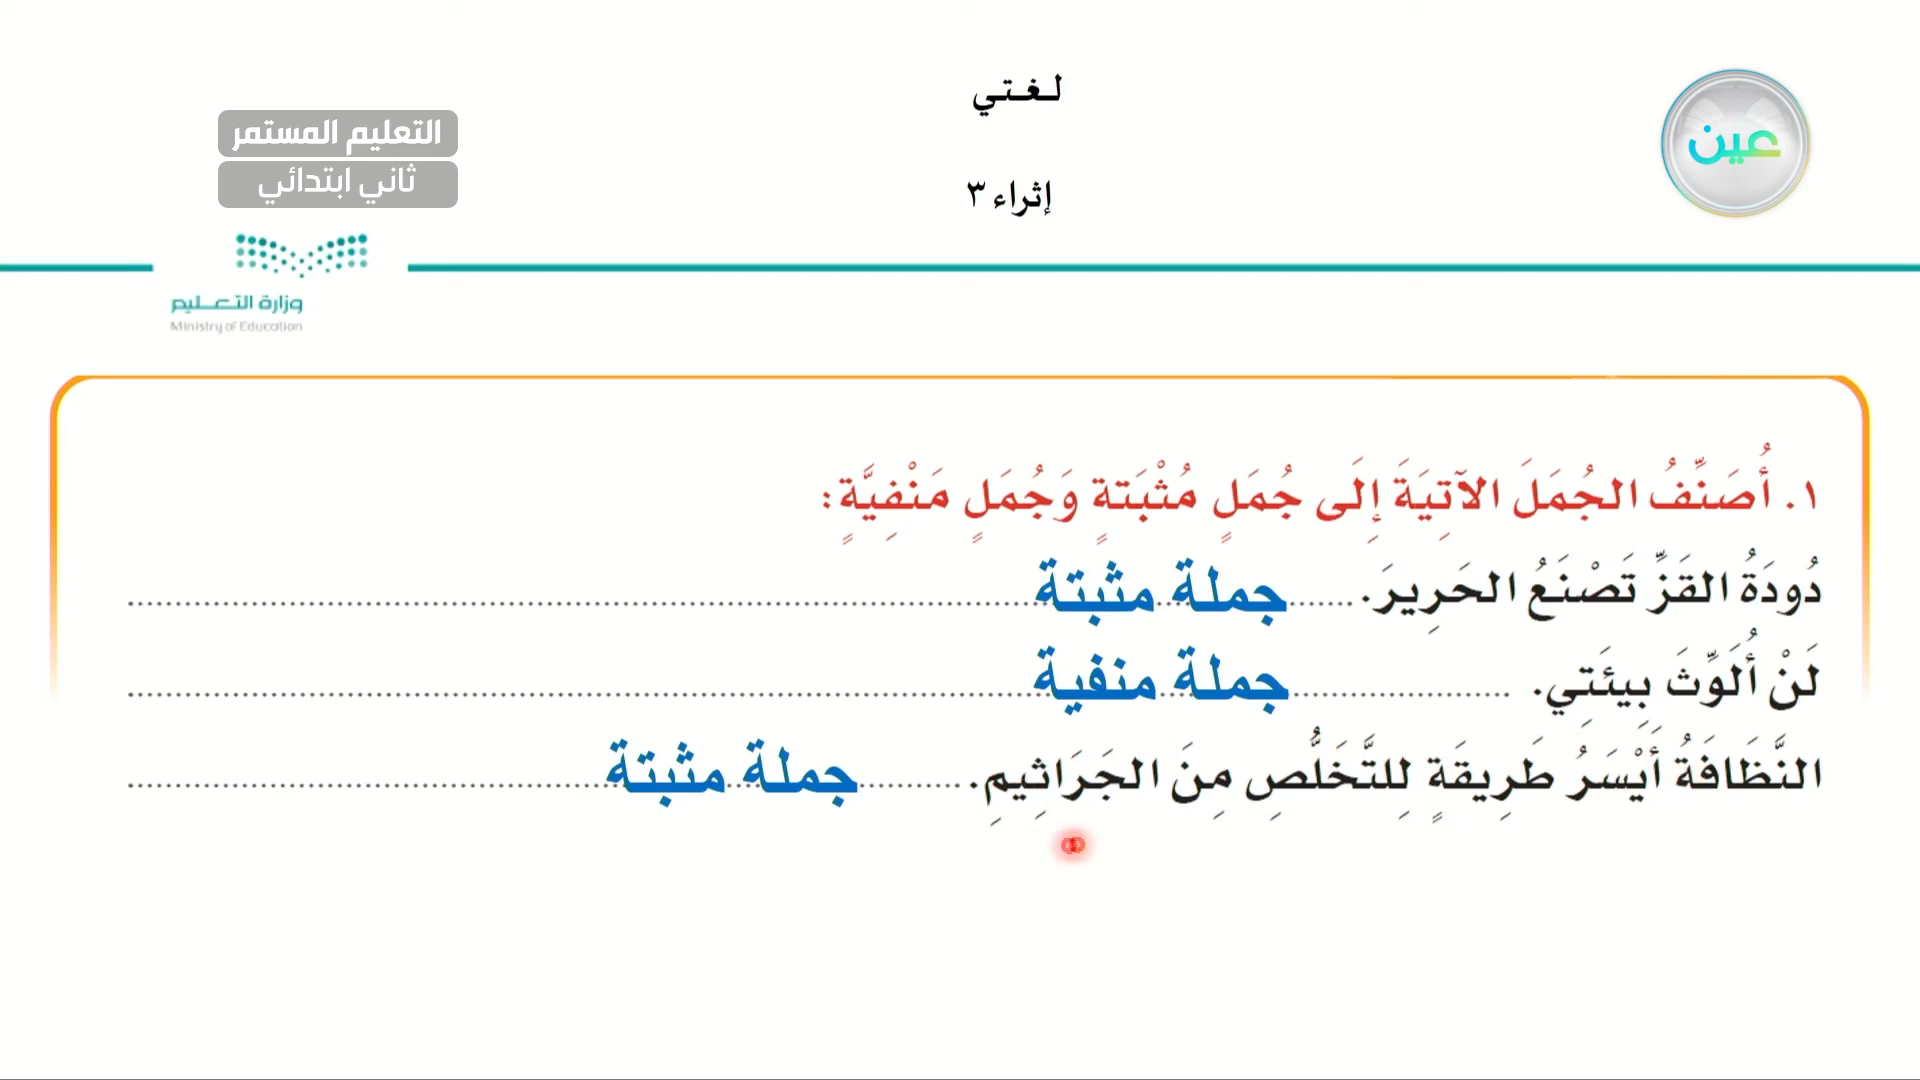 لغتي
عين
التعليم المستمر
ثاني ابتدائي
إثراء ٣
وزارة التعليم
Ministry of Education
١. أُصَنِّفُ الجُمَلَ الآتِيَةَ إِلَى جُمَلٍ مُثْبَتةٍ وَجُمَلٍ مَنْفِيَّةٍ:
دُودَةُ القَزِّ تَصْنَعُ الحَرِيرَ. جملة مثبتة
لَنْ أُلَوِّثَ بِيئَتِي. جملة منفية
النَّظَافَةُ أَيْسَرُ طَرِيقَةٍ لِلتَّخَلُّصِ مِنَ الجَرَاثِيمِ. جملة مثبتة